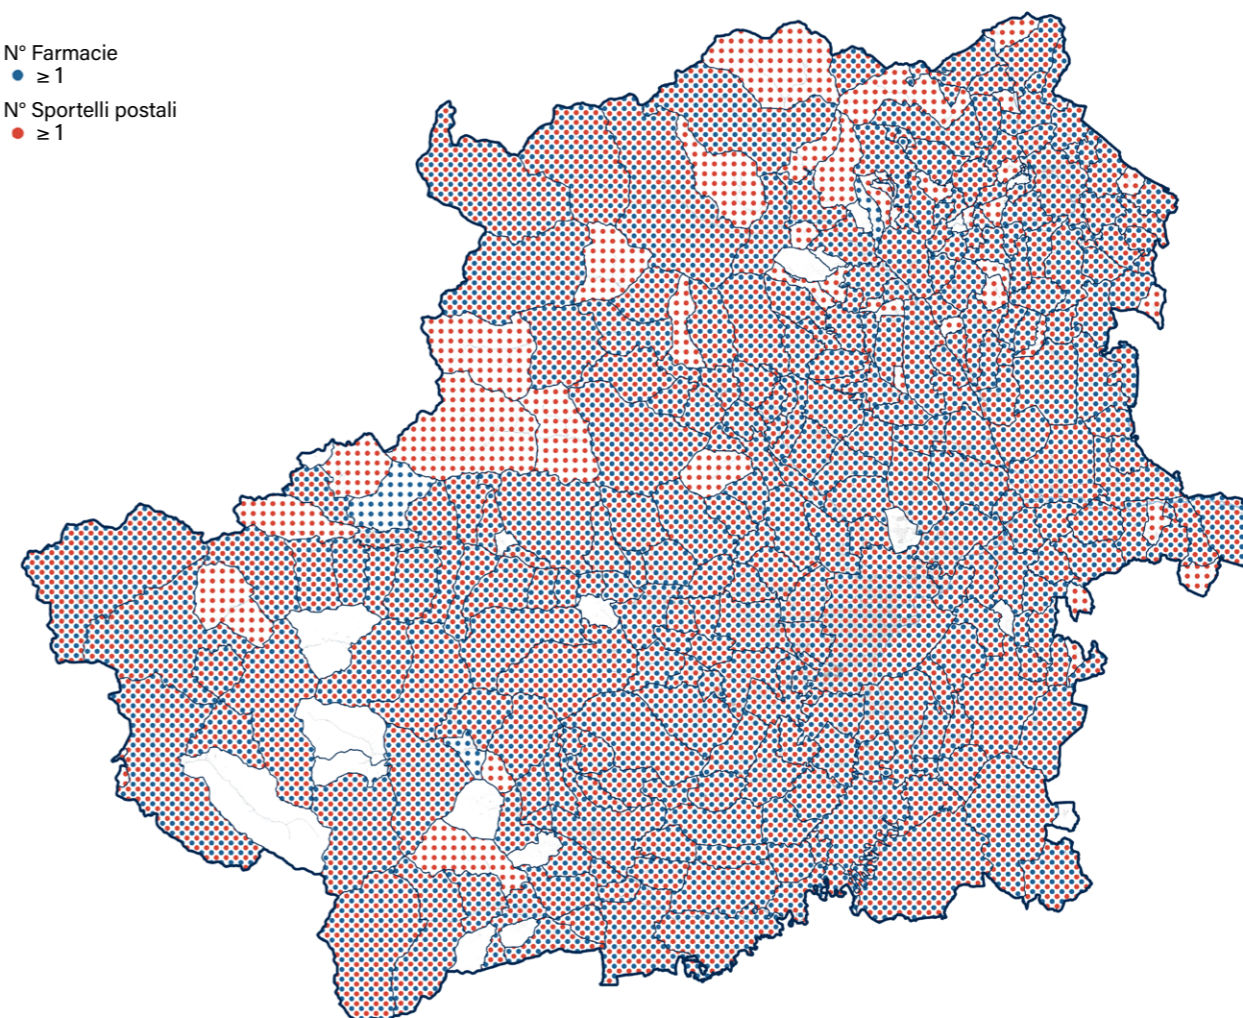 N° Farmacie
≥ 1
N° Sportelli postali
≥ 1